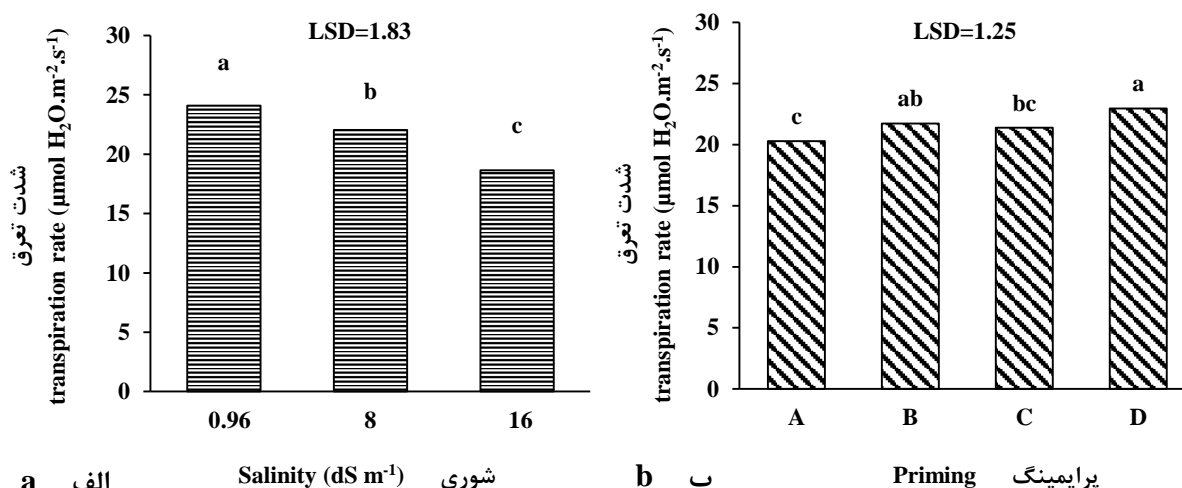 LSD=1.83
30
25
20
15
10
5
0
a
b
c
0.96
8
16
شدت تعرق
transpiration rate (µmol H₂O.m⁻².s⁻¹)
Salinity (dS m⁻¹) شوری
a الف
LSD=1.25
30
25
20
15
10
5
0
c
ab
bc
a
A
B
C
D
شدت تعرق
transpiration rate (µmol H₂O.m⁻².s⁻¹)
Priming پرایمینگ
b ب